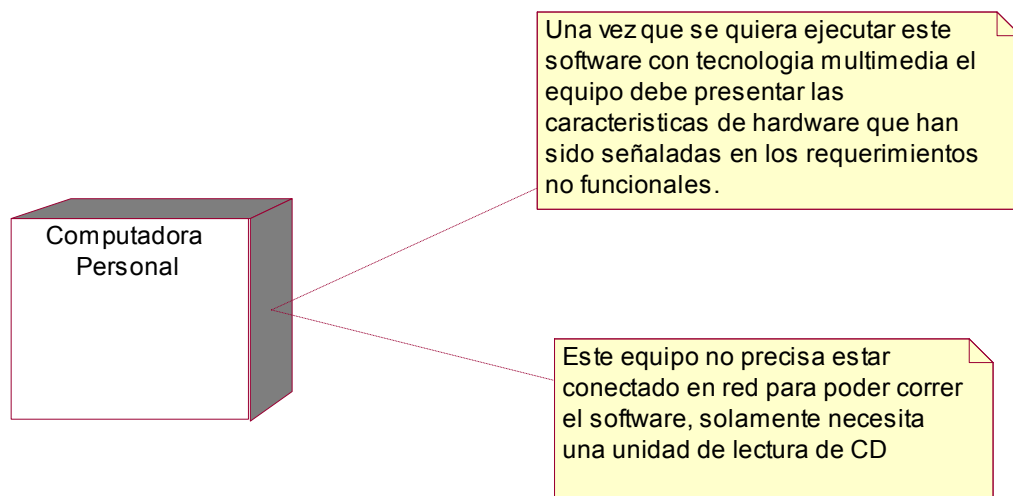 Una vez que se quiera ejecutar este
software con tecnologia multimedia el
equipo debe presentar las
caracteristicas de hardware que han
sido señaladas en los requerimientos
no funcionales.
Computadora
Personal
Este equipo no precisa estar
conectado en red para poder correr
el software, solamente necesita
una unidad de lectura de CD